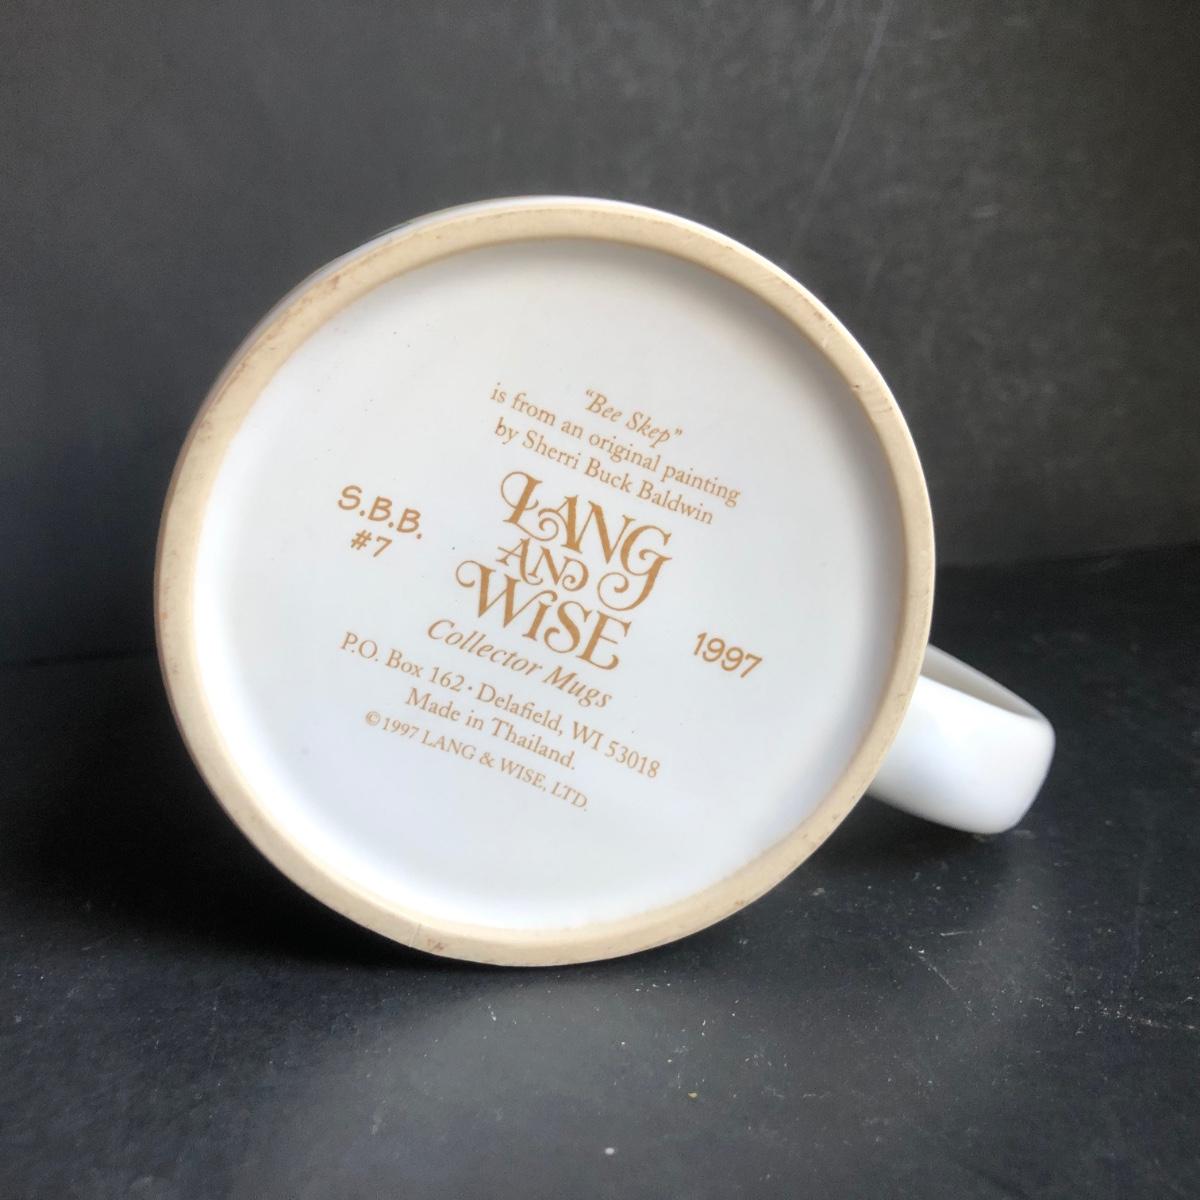 "Bee Skep"
is from an original painting
by Sherri Buck Baldwin
S.B.B.
#7
LANG
AND
WISE
1997
Collector Mugs
P.O. Box 162 · Delafield, WI 53018
Made in Thailand.
© 1997 LANG & WISE, LTD.